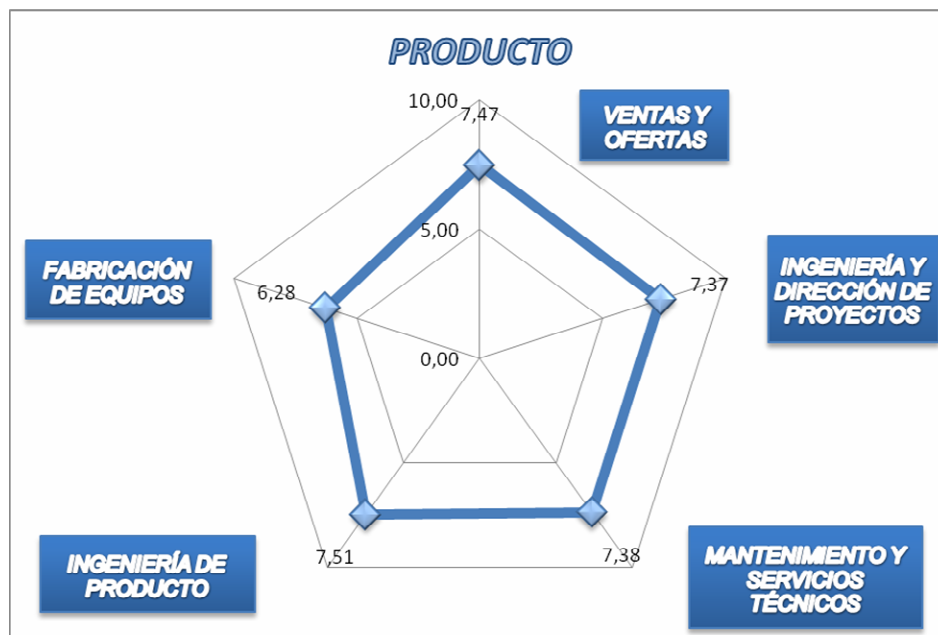 PRODUCTO
10,00
7,47
VENTAS Y
OFERTAS
5,00
FABRICACIÓN
DE EQUIPOS
6,28
7,37
INGENIERÍA Y
DIRECCIÓN DE
PROYECTOS
0,00
INGENIERÍA DE
PRODUCTO
7,51
7,38
MANTENIMIENTO Y
SERVICIOS
TÉCNICOS